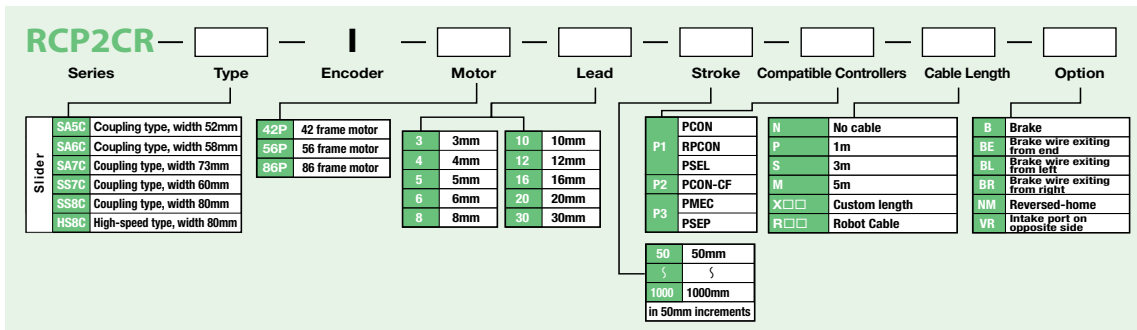 RCP2CR — — I — — — — — —
Series Type Encoder Motor Lead Stroke Compatible Controllers Cable Length Option
Slider
SA5C Coupling type, width 52mm
SA6C Coupling type, width 58mm
SA7C Coupling type, width 73mm
SS7C Coupling type, width 60mm
SS8C Coupling type, width 80mm
HS8C High-speed type, width 80mm
42P 42 frame motor
56P 56 frame motor
86P 86 frame motor
3 3mm
4 4mm
5 5mm
6 6mm
8 8mm
10 10mm
12 12mm
16 16mm
20 20mm
30 30mm
50 50mm
∫ ∫
1000 1000mm
in 50mm increments
P1 PCON
RPCON
PSEL
P2 PCON-CF
P3 PMEC
PSEP
N No cable
P 1m
S 3m
M 5m
X□□ Custom length
R□□ Robot Cable
B Brake
BE Brake wire exiting
from end
BL Brake wire exiting
from left
BR Brake wire exiting
from right
NM Reversed-home
VR Intake port on
opposite side